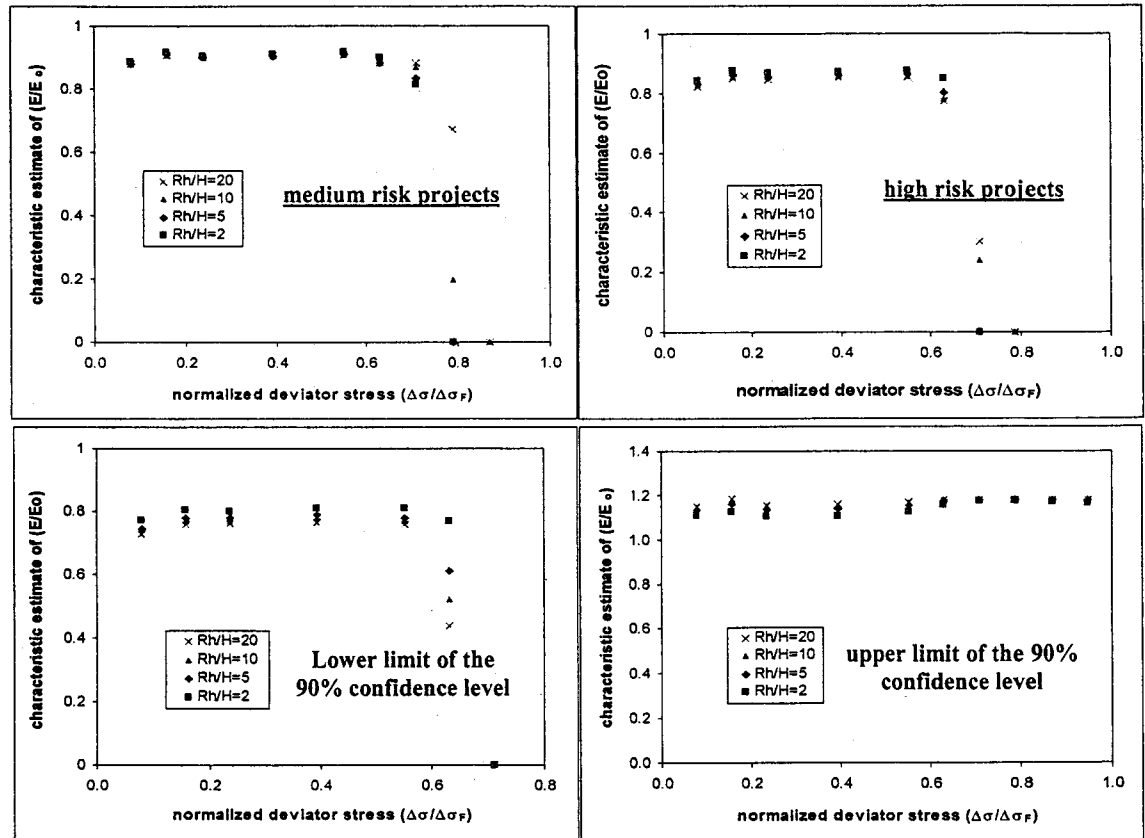 characteristic estimate of (E/E o)
1
0.8
0.6
0.4
0.2
0
0.0 0.2 0.4 0.6 0.8 1.0
normalized deviator stress (Δσ/ΔσF)
Rh/H=20
Rh/H=10
Rh/H=5
Rh/H=2
medium risk projects
characteristic estimate of (E/Eo)
1
0.8
0.6
0.4
0.2
0
0.0 0.2 0.4 0.6 0.8 1.0
normalized deviator stress (Δσ/ΔσF)
Rh/H=20
Rh/H=10
Rh/H=5
Rh/H=2
high risk projects
characteristic estimate of (E/Eo)
1
0.8
0.6
0.4
0.2
0
0.0 0.2 0.4 0.6 0.8
normalized deviator stress (Δσ/ΔσF)
Rh/H=20
Rh/H=10
Rh/H=5
Rh/H=2
Lower limit of the
90% confidence level
characteristic estimate of (E/E o)
1.4
1.2
1.0
0.8
0.6
0.4
0.2
0.0
0.0 0.2 0.4 0.6 0.8 1.0
normalized deviator stress (Δσ/ΔσF)
Rh/H=20
Rh/H=10
Rh/H=5
Rh/H=2
upper limit of the 90%
confidence level